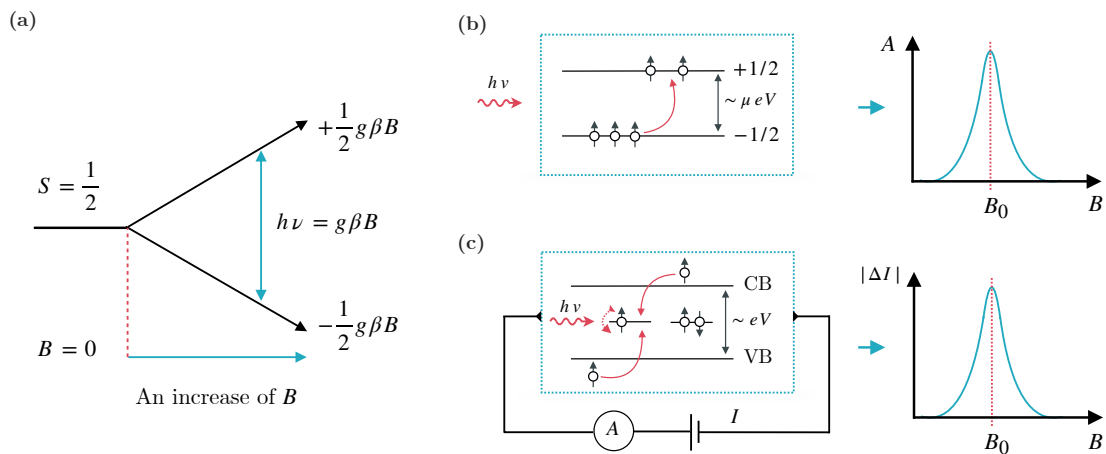 (a)
S = 1/2
+1/2 gβB
hν = gβB
-1/2 gβB
B = 0
An increase of B
(b)
hν
+1/2
~ μeV
-1/2
A
B₀
B
(c)
hν
CB
~ eV
VB
A
I
|ΔI|
B₀
B